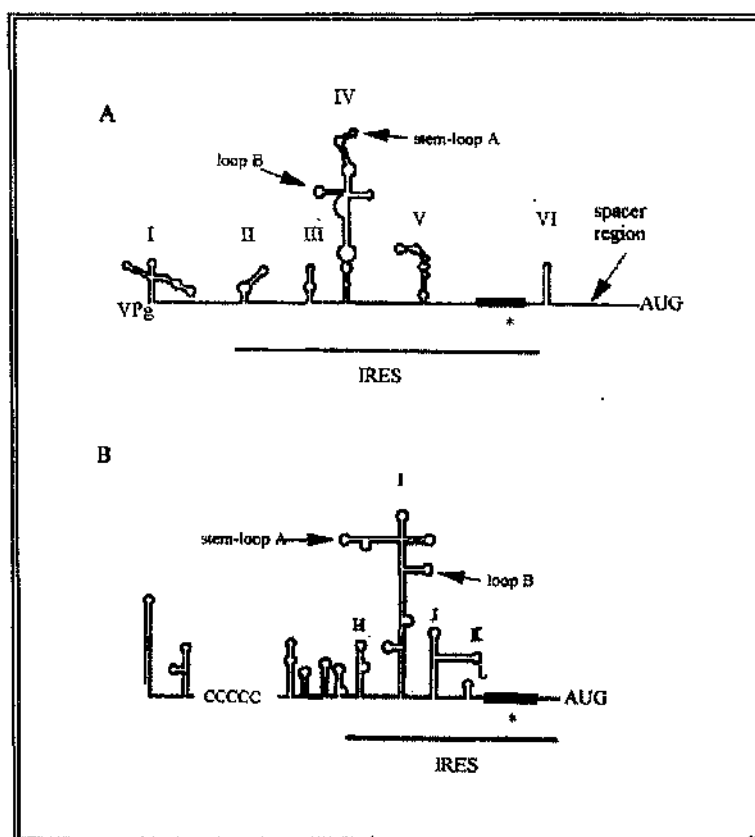 A
IV
stem-loop A
loop B
I
II
III
V
VI
spacer
region
VPg
AUG
*
IRES
B
I
stem-loop A
loop B
H
J
K
CCCCC
AUG
*
IRES